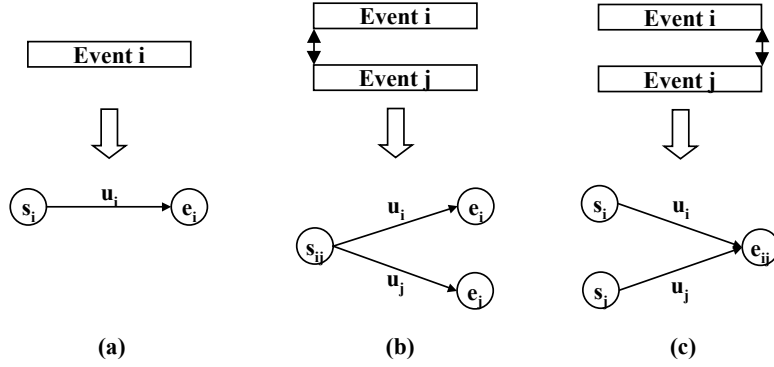 Event i
Event j
Event i
Event j
Event i
s_i u_i e_i
s_ij u_i e_i
u_j e_j
s_i u_i
s_j u_j e_ij
(a)
(b)
(c)